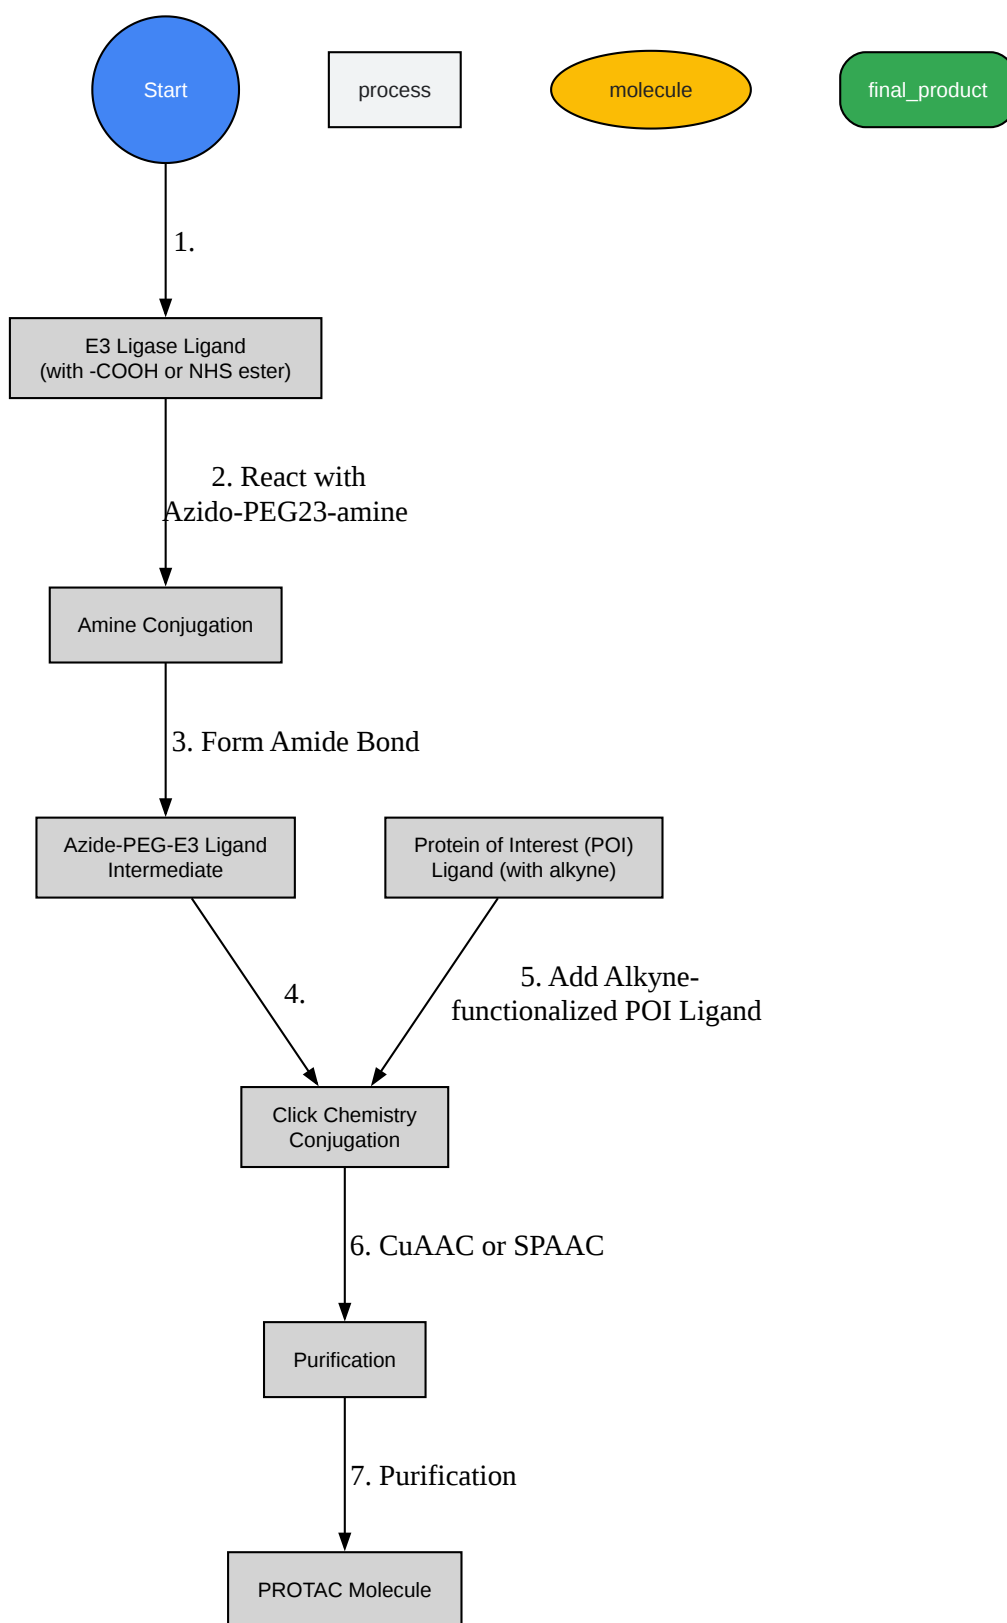 Start
process
molecule
final_product
1.
E3 Ligase Ligand
(with -COOH or NHS ester)
2. React with
Azido-PEG23-amine
Amine Conjugation
3. Form Amide Bond
Azide-PEG-E3 Ligand
Intermediate
Protein of Interest (POI)
Ligand (with alkyne)
4.
5. Add Alkyne-
functionalized POI Ligand
Click Chemistry
Conjugation
6. CuAAC or SPAAC
Purification
7. Purification
PROTAC Molecule